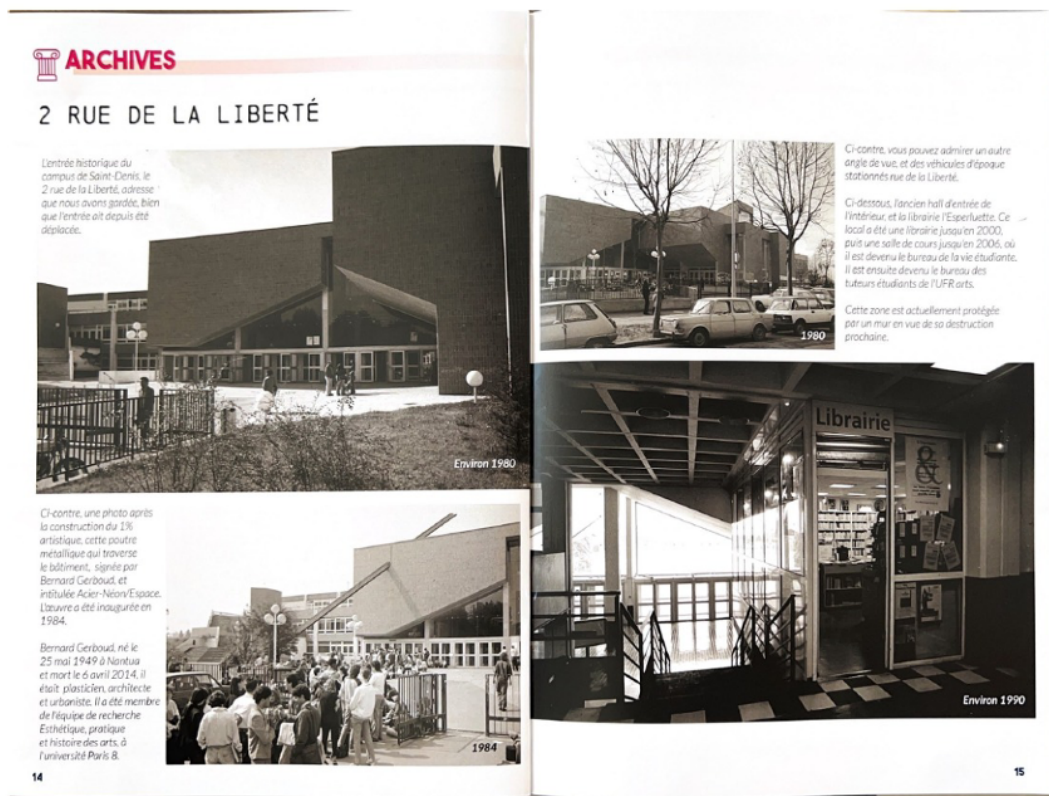 ARCHIVES
2 RUE DE LA LIBERTÉ
L'entrée historique du
campus de Saint-Denis, le
2 rue de la Liberté, adresse
que nous avons gardée, bien
que l'entrée ait depuis été
déplacée.
Environ 1980
Ci-contre, une photo après
la construction du 1%
artistique, cette poutre
métallique qui traverse
le bâtiment, signée par
Bernard Gerboud, et
intitulée Acier-Néon/Espace.
L'œuvre a été inaugurée en
1984.
Bernard Gerboud, né le
25 mai 1949 à Nantua
et mort le 6 avril 2014, il
était plasticien, architecte
et urbaniste. Il a été membre
de l'équipe de recherche
Esthétique, pratique
et histoire des arts, à
l'université Paris 8.
1984
14
Ci-contre, vous pouvez admirer un autre
angle de vue, et des véhicules d'époque
stationnés rue de la Liberté.
Ci-dessous, l'ancien hall d'entrée de
l'intérieur, et la librairie l'Esperluette. Ce
local a été une librairie jusqu'en 2000,
puis une salle de cours jusqu'en 2006, où
il est devenu le bureau de la vie étudiante.
Il est ensuite devenu le bureau des
tuteurs étudiants de l'UFR arts.
Cette zone est actuellement protégée
par un mur en vue de sa destruction
prochaine.
1980
Librairie
&
Environ 1990
15